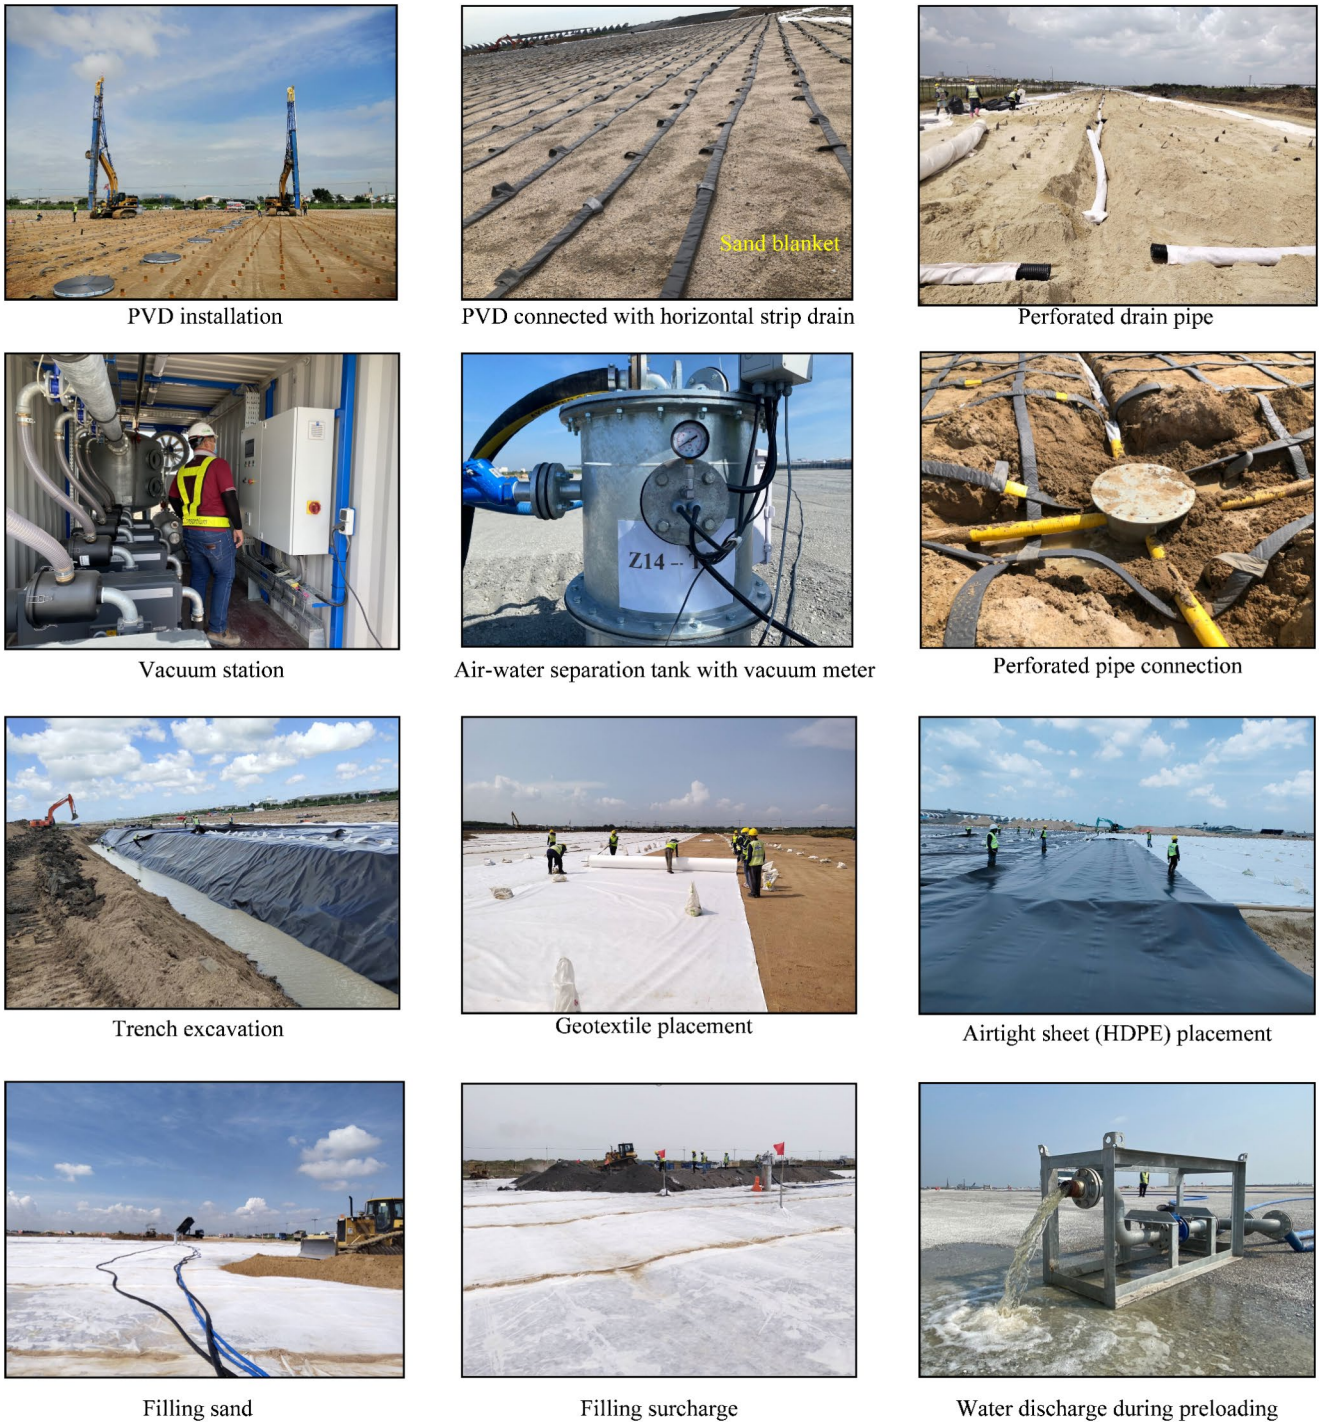 PVD installation
Sand blanket
PVD connected with horizontal strip drain
Perforated drain pipe
Vacuum station
Z14 --
Air-water separation tank with vacuum meter
Perforated pipe connection
Trench excavation
Geotextile placement
Airtight sheet (HDPE) placement
Filling sand
Filling surcharge
Water discharge during preloading